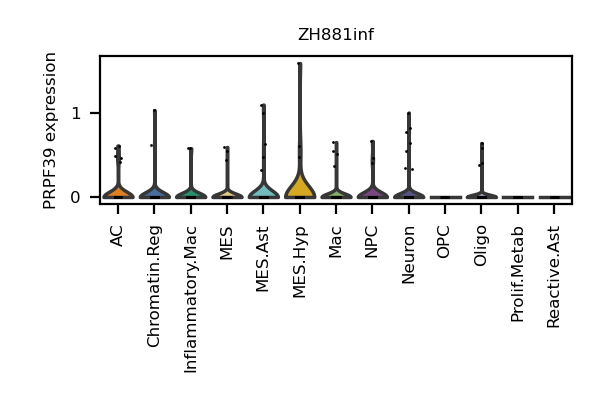 ZH881inf
PRPF39 expression
1
0
AC
Chromatin.Reg
Inflammatory.Mac
MES
MES.Ast
MES.Hyp
Mac
NPC
Neuron
OPC
Oligo
Prolif.Metab
Reactive.Ast